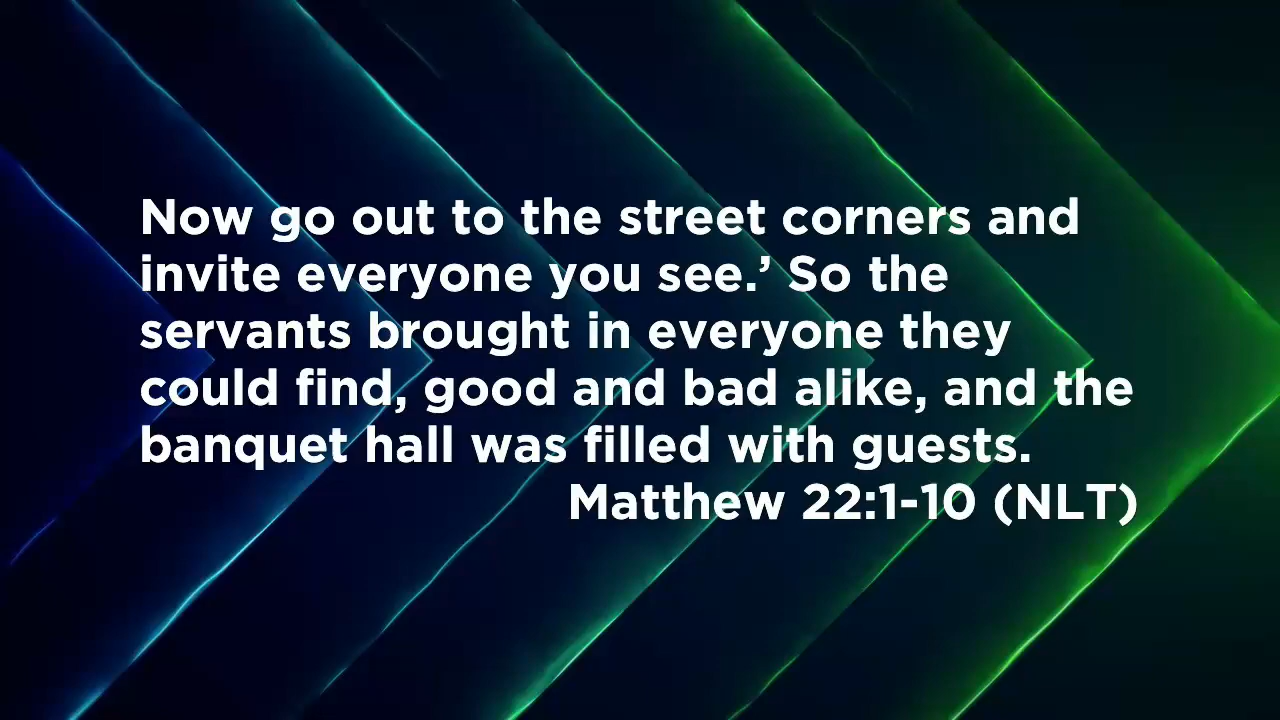 Now go out to the street corners and
invite everyone you see.’ So the
servants brought in everyone they
could find, good and bad alike, and the
banquet hall was filled with guests.
Matthew 22:1-10 (NLT)